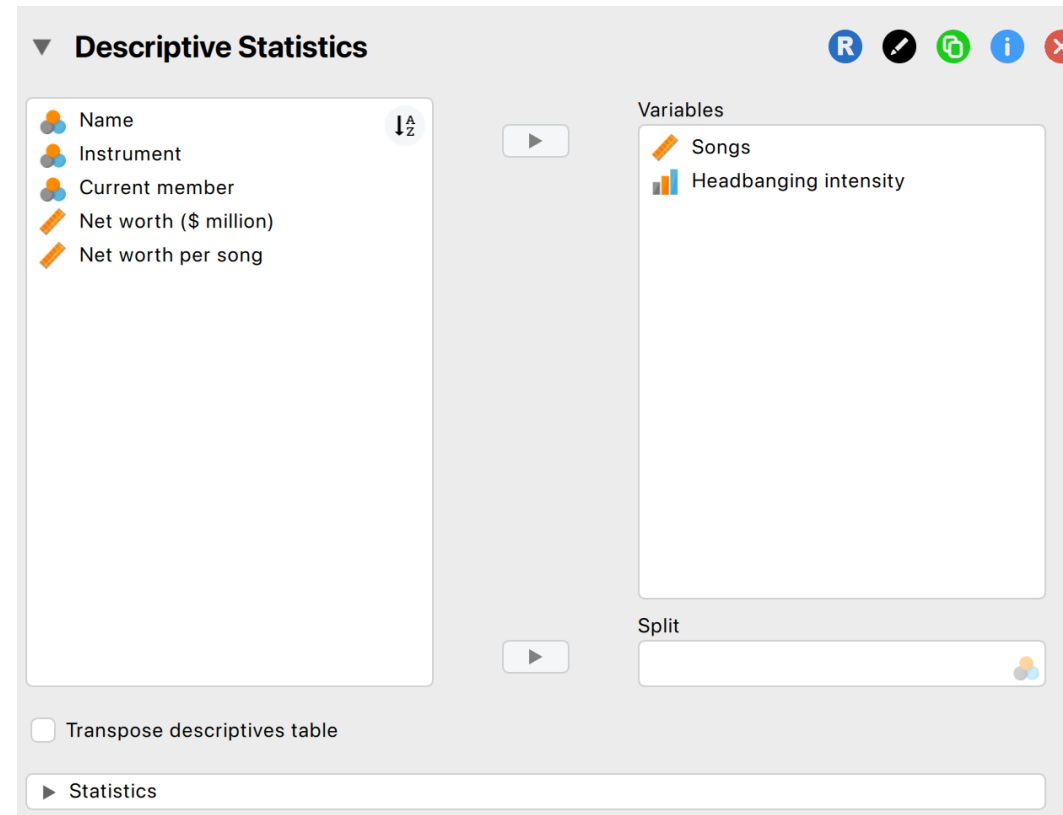 Descriptive Statistics
R
i
Name
A
Z
Instrument
Current member
Net worth ($ million)
Net worth per song
Variables
Songs
Headbanging intensity
Split
Transpose descriptives table
Statistics